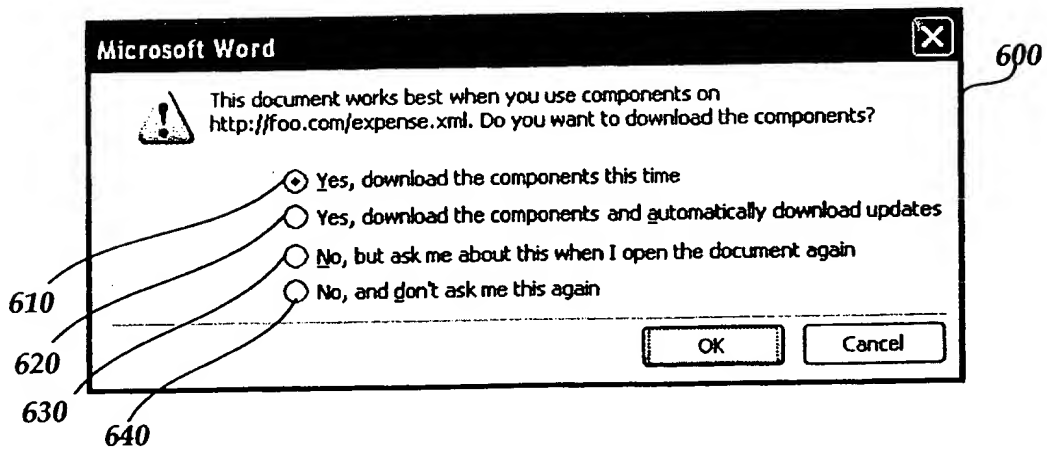 Microsoft Word
600
This document works best when you use components on
http://foo.com/expense.xml. Do you want to download the components?
Yes, download the components this time
Yes, download the components and automatically download updates
No, but ask me about this when I open the document again
No, and don't ask me this again
610
OK
Cancel
620
630
640